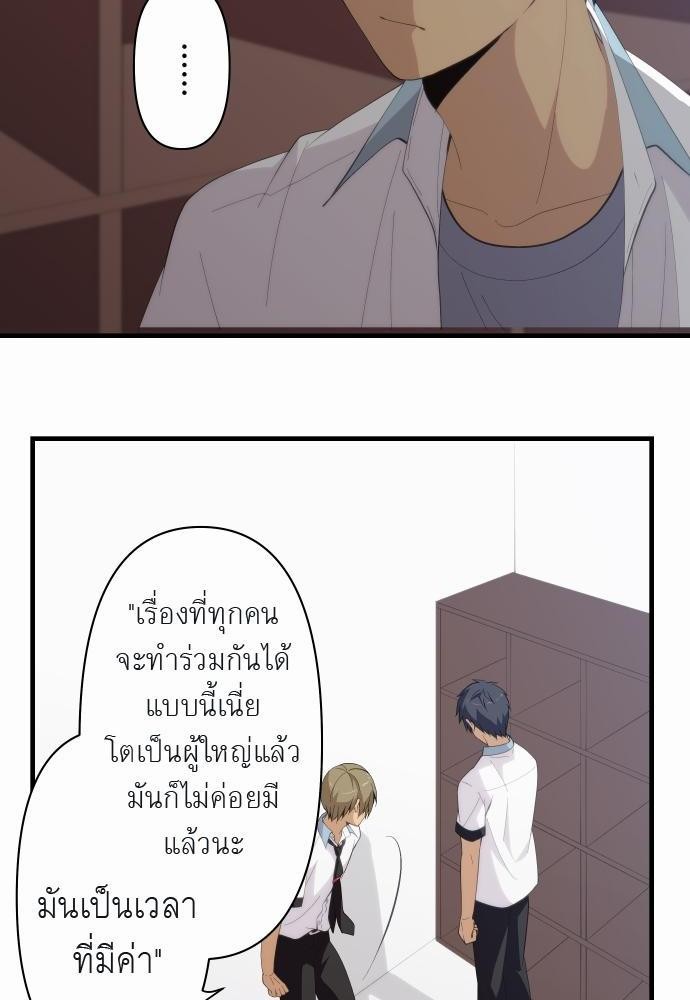 ......
"เรื่องที่ทุกคน
จะทำร่วมกันได้
แบบนี้เนี่ย
โตเป็นผู้ใหญ่แล้ว
มันก็ไม่ค่อยมี
แล้วนะ
มันเป็นเวลา
ที่มีค่า"